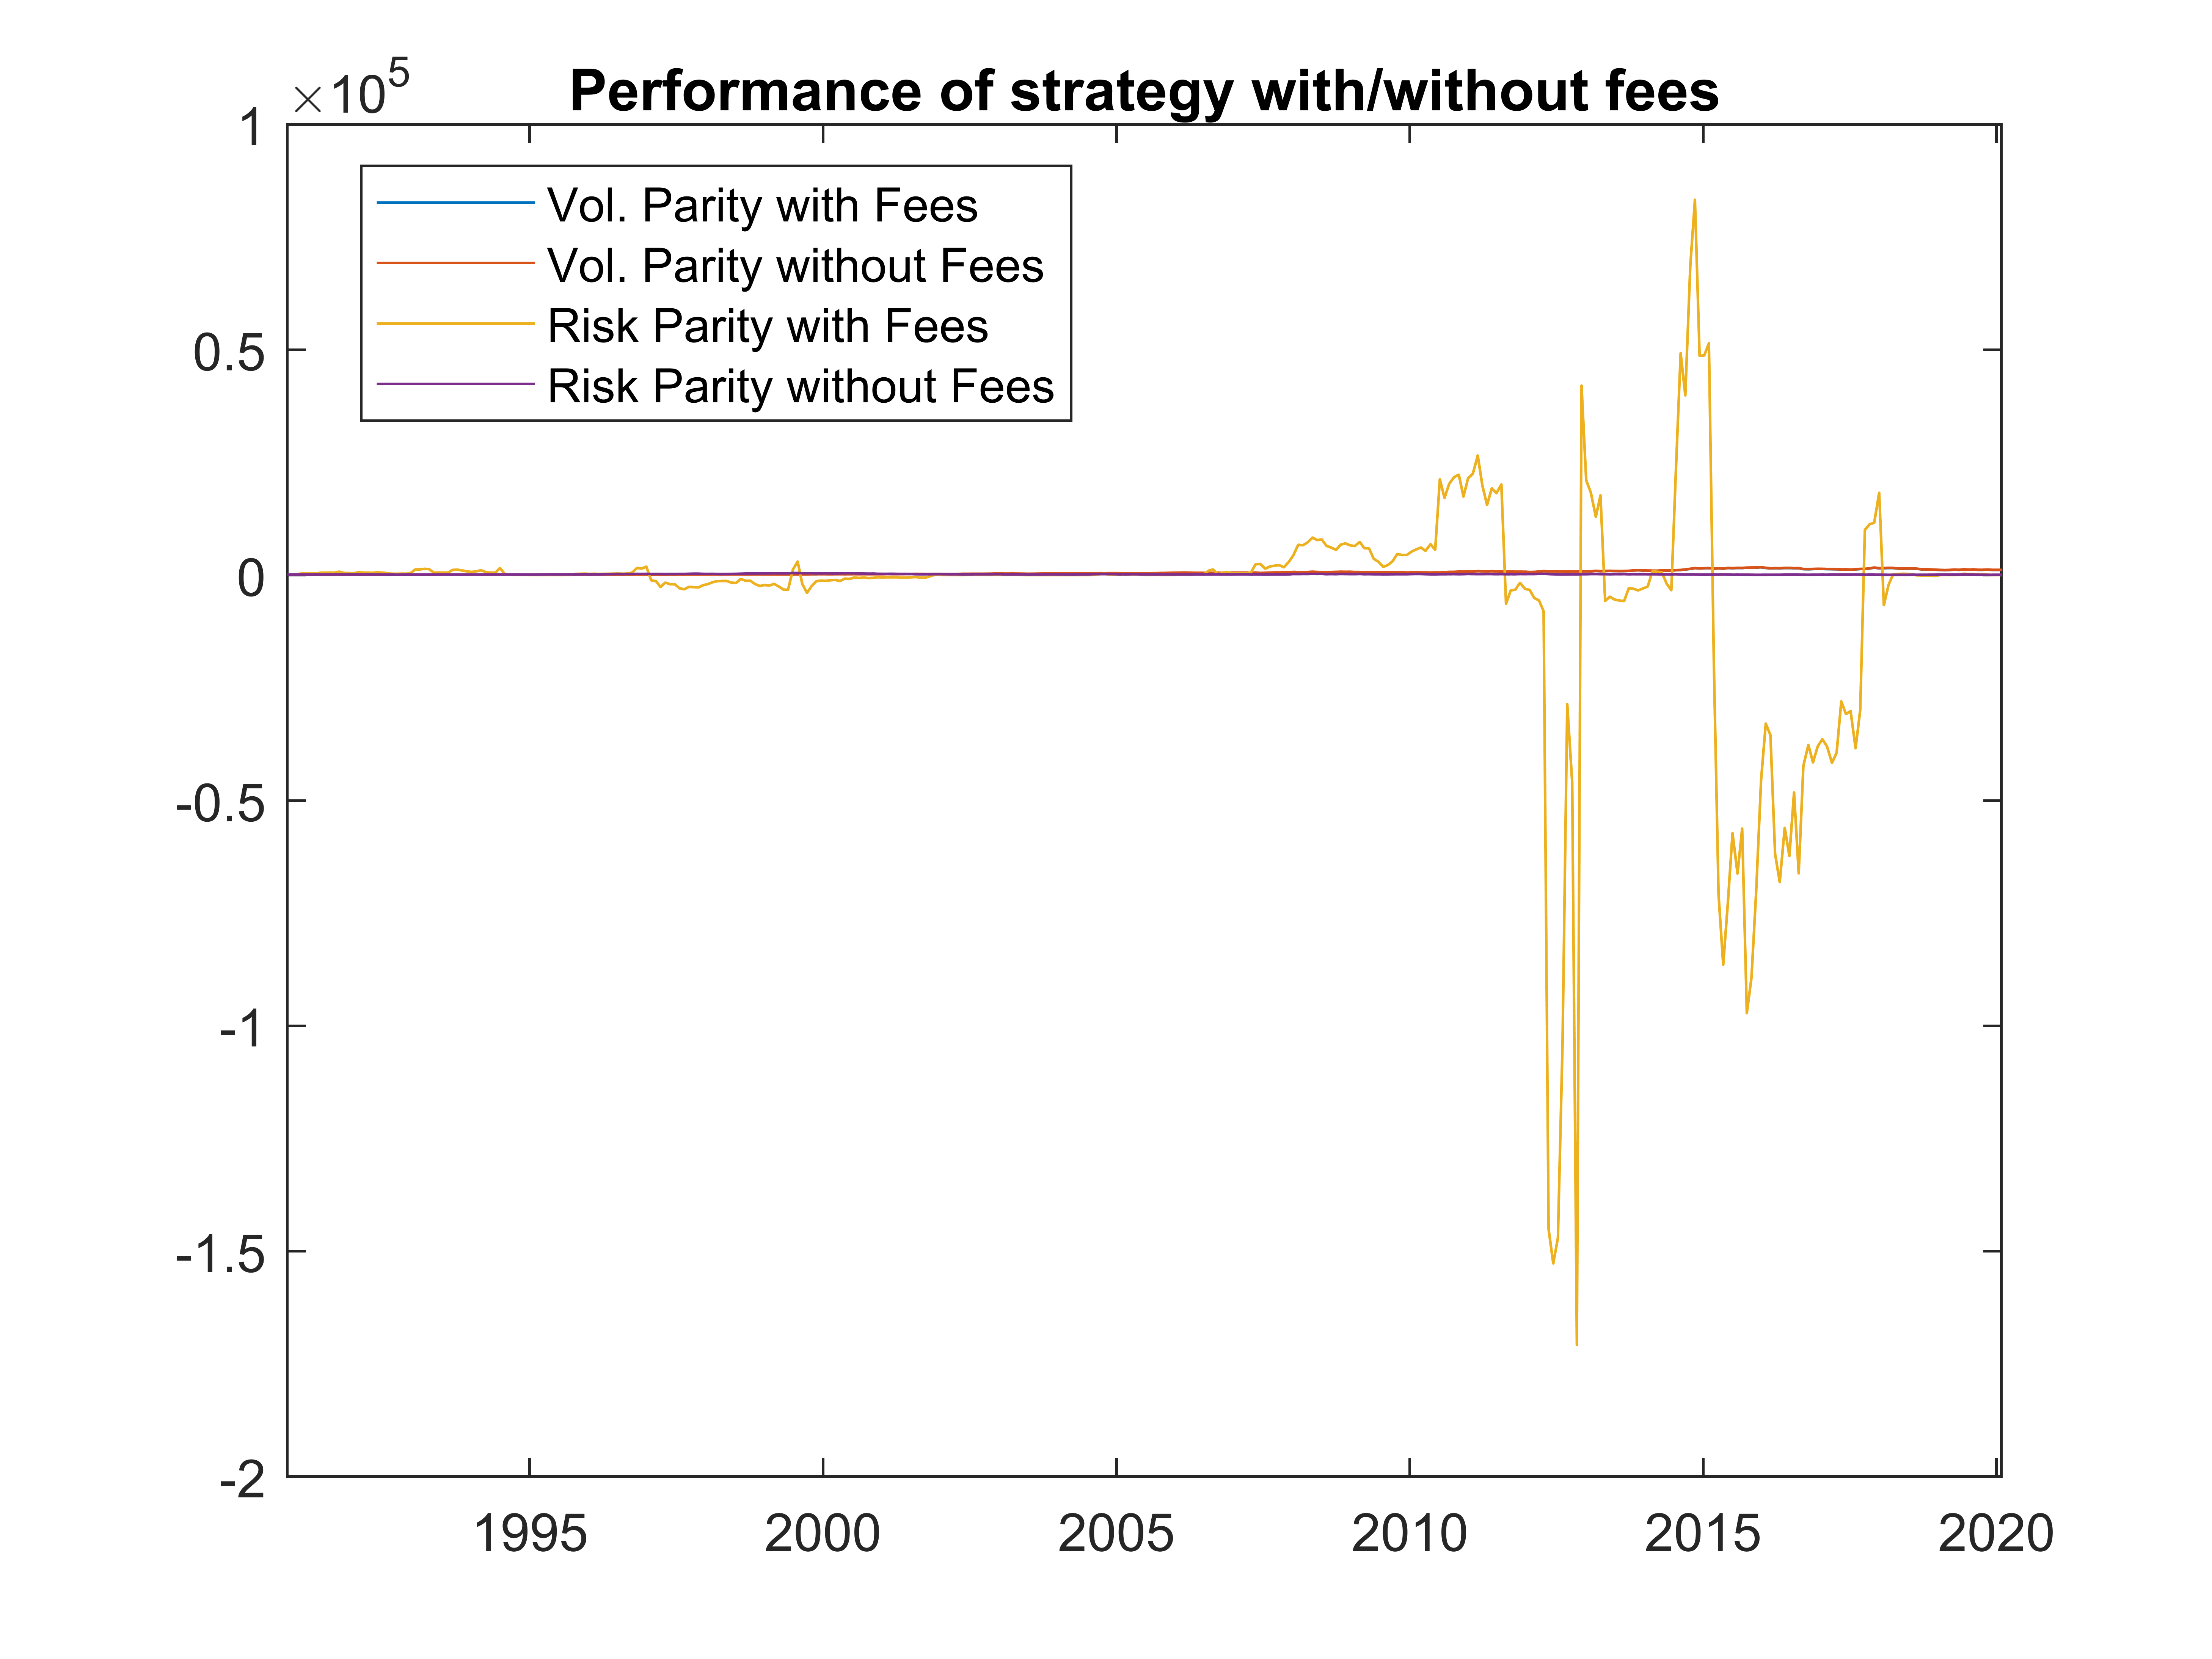 ×10^5
Performance of strategy with/without fees
1
0.5
0
-0.5
-1
-1.5
-2
Vol. Parity with Fees
Vol. Parity without Fees
Risk Parity with Fees
Risk Parity without Fees
1995 2000 2005 2010 2015 2020